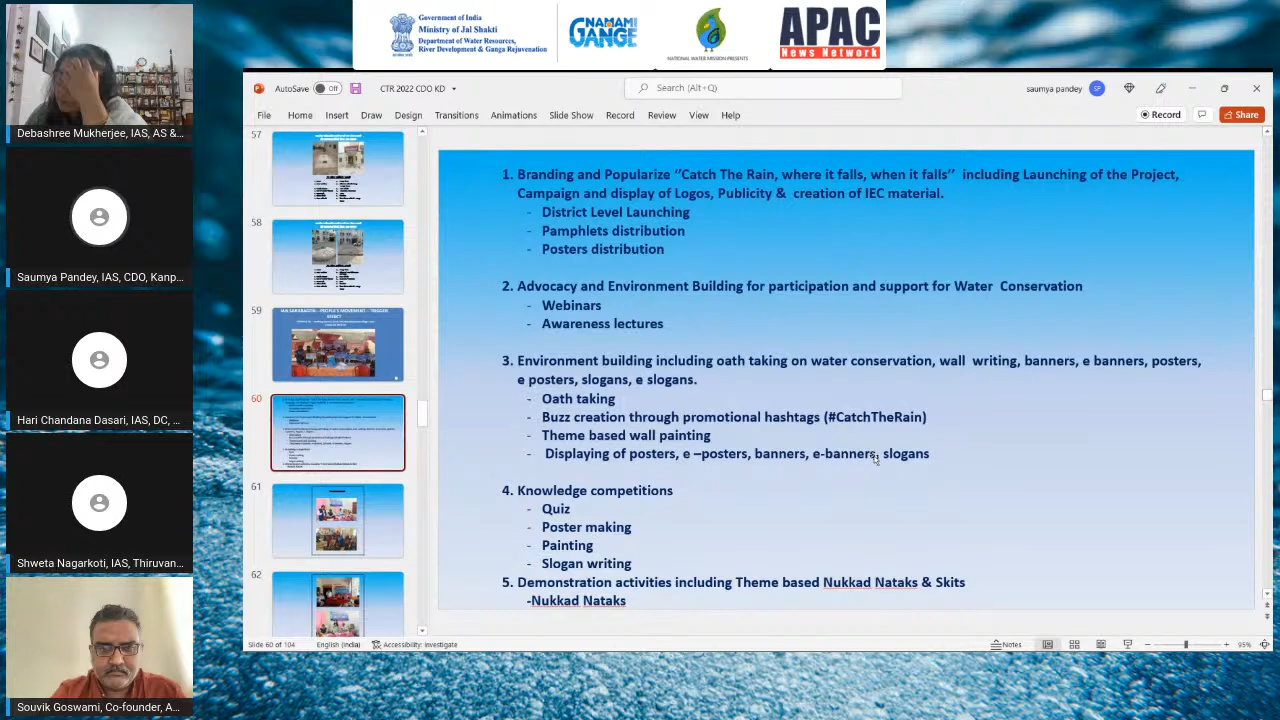 Government of India
Ministry of Jal Shakti
Department of Water Resources,
River Development & Ganga Rejuvenation
NAMAMI
GANGE
NATIONAL WATER MISSION PRESENTS
APAC
News Network
Debashree Mukherjee, IAS, AS &...
Saumya Pandey, IAS, CDO, Kanp...
Hari Chandana Dasari, IAS, DC, ...
Shweta Nagarkoti, IAS, Thiruvan...
Souvik Goswami, Co-founder, A...
AutoSave Off CTR 2022 CDO KD
Search (Alt+Q)
saumya pandey SP
File Home Insert Draw Design Transitions Animations Slide Show Record Review View Help
Record
Share
57
58
59
60
61
62
1. Branding and Popularize “Catch The Rain, where it falls, when it falls” including Launching of the Project,
Campaign and display of Logos, Publicity & creation of IEC material.
- District Level Launching
- Pamphlets distribution
- Posters distribution
2. Advocacy and Environment Building for participation and support for Water Conservation
- Webinars
- Awareness lectures
3. Environment building including oath taking on water conservation, wall writing, banners, e banners, posters,
e posters, slogans, e slogans.
- Oath taking
- Buzz creation through promotional hashtags (#CatchTheRain)
- Theme based wall painting
- Displaying of posters, e –posters, banners, e-banners, slogans
4. Knowledge competitions
- Quiz
- Poster making
- Painting
- Slogan writing
5. Demonstration activities including Theme based Nukkad Nataks & Skits
-Nukkad Nataks
Slide 60 of 104 English (India) Accessibility: Investigate
Notes
95%